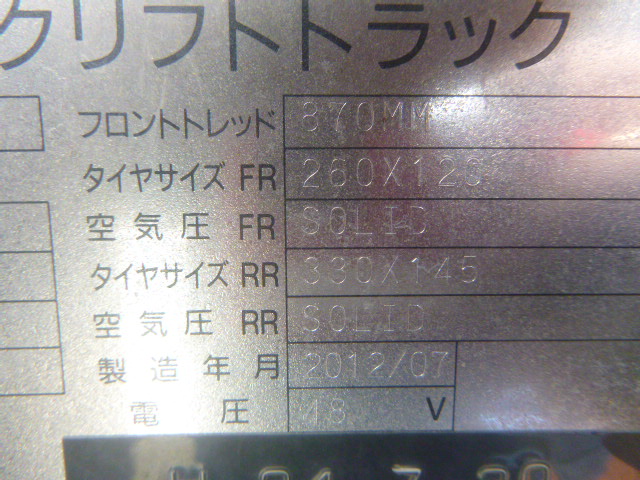 クリフトトラック
フロントトレッド 870MM
タイヤサイズ FR 260X120
空気圧 FR SOLID
タイヤサイズ RR 330X145
空気圧 RR SOLID
製造年月 2012/07
電圧 48 V